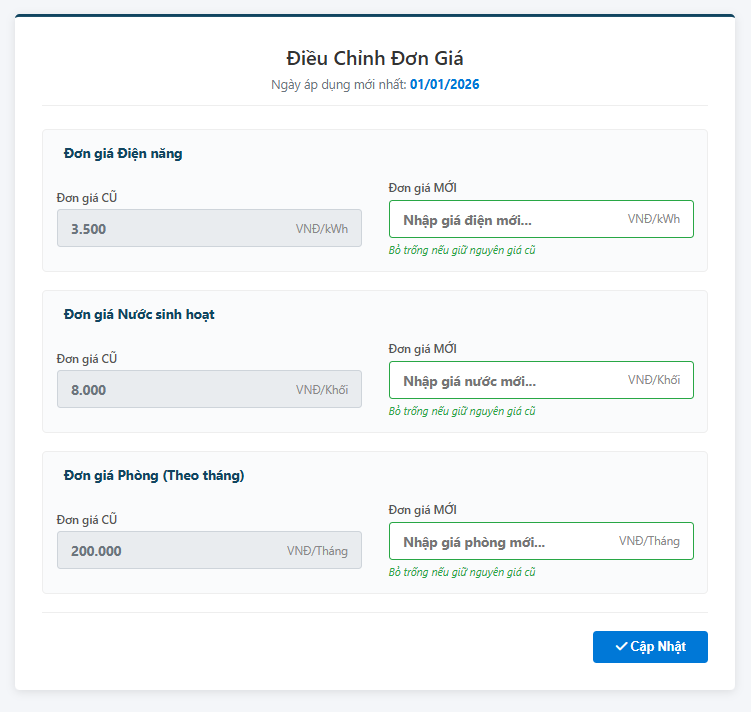 Điều Chỉnh Đơn Giá
Ngày áp dụng mới nhất: 01/01/2026
Đơn giá Điện năng
Đơn giá CŨ
3.500 VNĐ/kWh
Đơn giá MỚI
Nhập giá điện mới... VNĐ/kWh
Bỏ trống nếu giữ nguyên giá cũ
Đơn giá Nước sinh hoạt
Đơn giá CŨ
8.000 VNĐ/Khối
Đơn giá MỚI
Nhập giá nước mới... VNĐ/Khối
Bỏ trống nếu giữ nguyên giá cũ
Đơn giá Phòng (Theo tháng)
Đơn giá CŨ
200.000 VNĐ/Tháng
Đơn giá MỚI
Nhập giá phòng mới... VNĐ/Tháng
Bỏ trống nếu giữ nguyên giá cũ
Cập Nhật